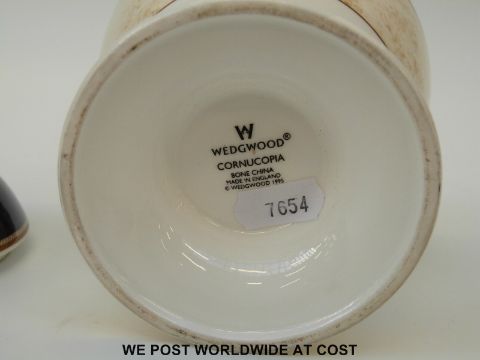 W
WEDGWOOD®
CORNUCOPIA
BONE CHINA
MADE IN ENGLAND
© WEDGWOOD 1995
7654
WE POST WORLDWIDE AT COST